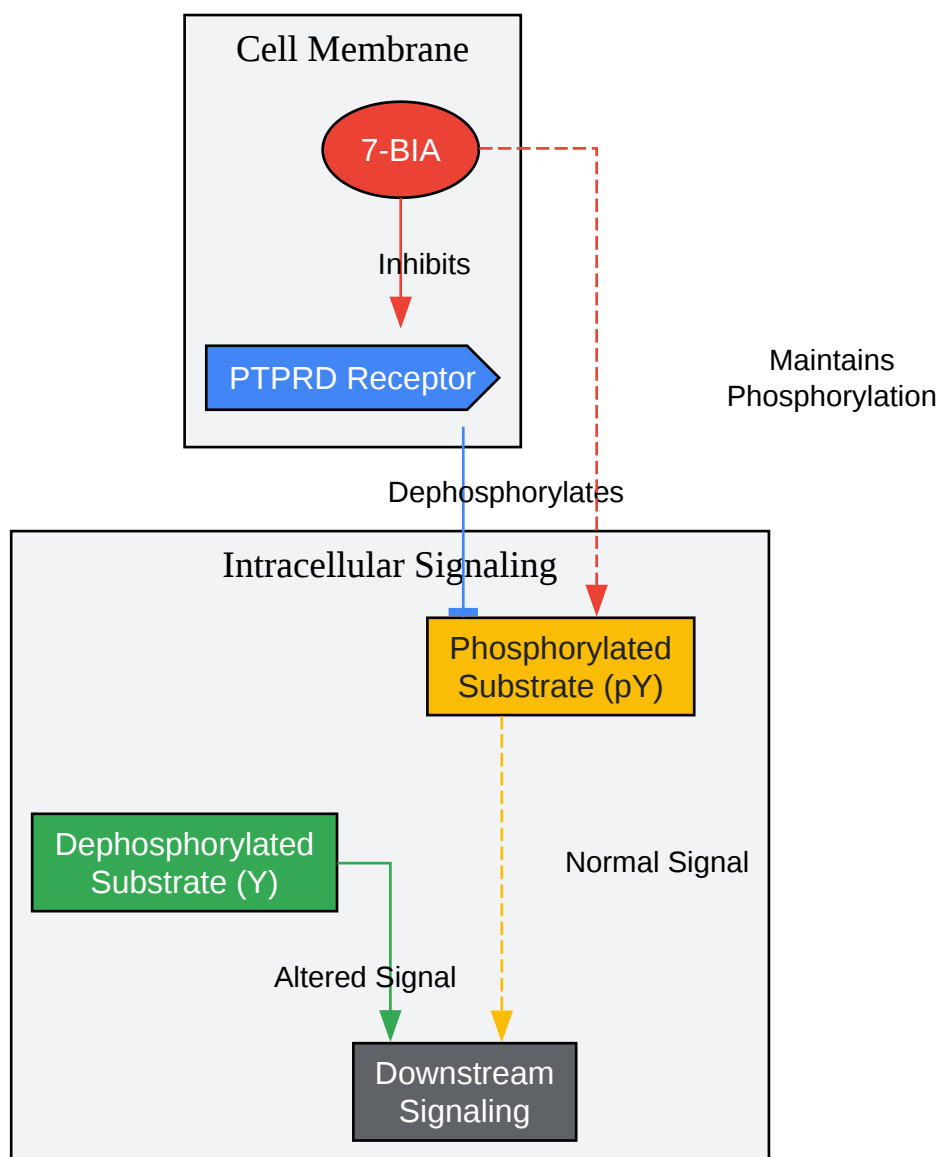 Cell Membrane
7-BIA
Inhibits
PTPRD Receptor
Maintains
Phosphorylation
Dephosphorylates
Intracellular Signaling
Phosphorylated
Substrate (pY)
Dephosphorylated
Substrate (Y)
Normal Signal
Altered Signal
Downstream
Signaling